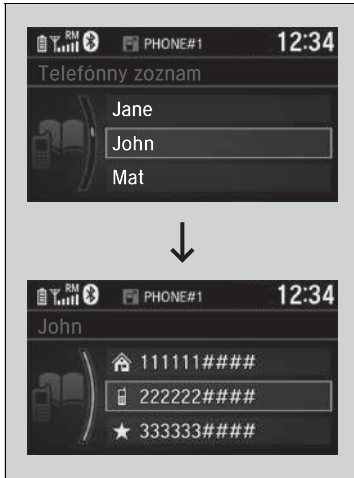 RM PHONE#1 12:34
Telefónny zoznam
Jane
John
Mat
RM PHONE#1 12:34
John
111111####
222222####
333333####